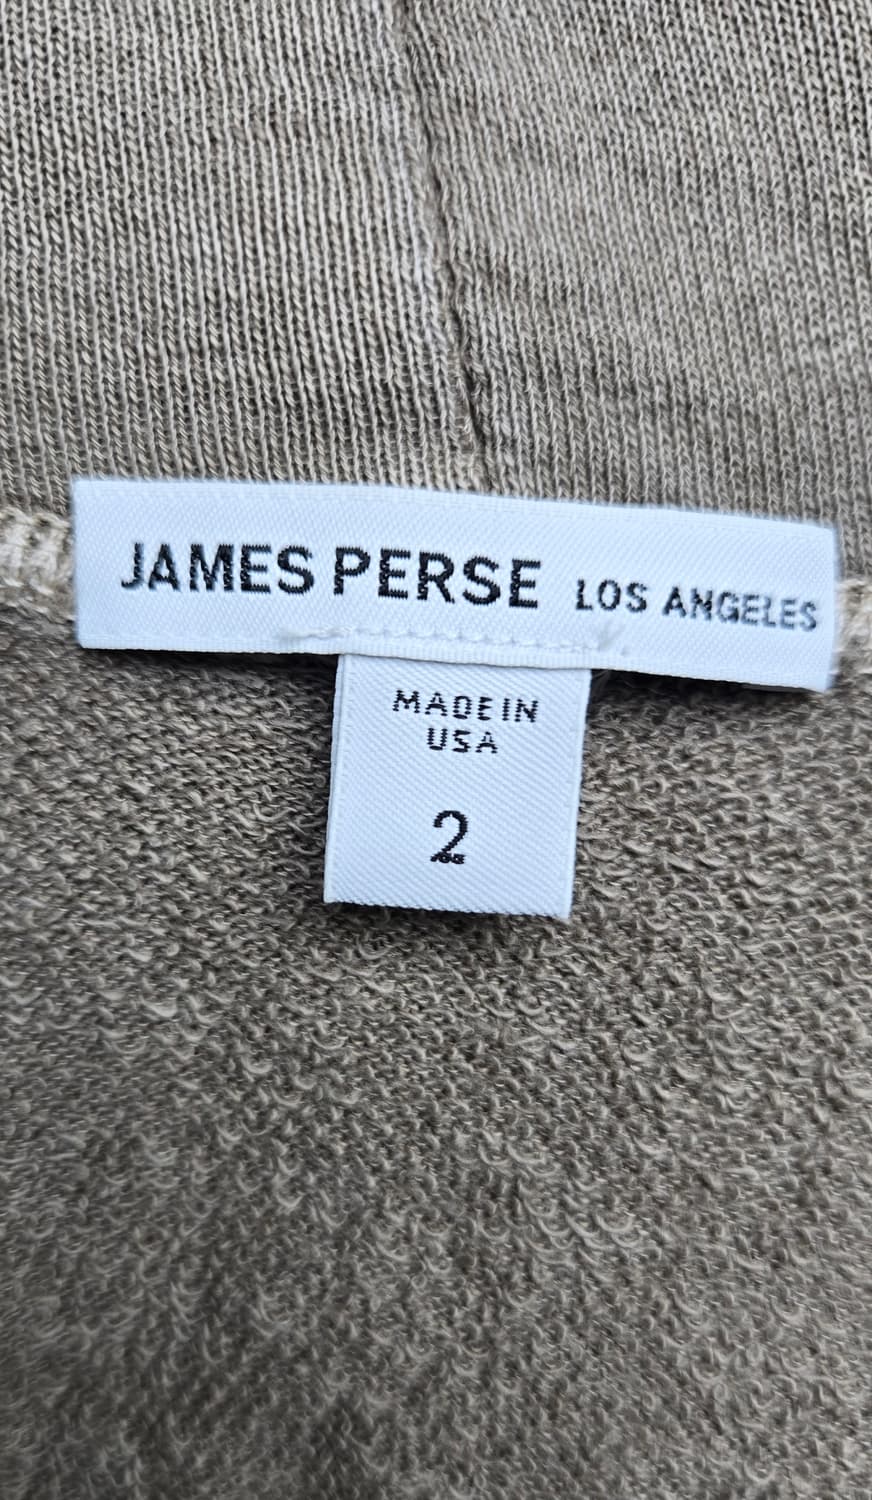 JAMES PERSE LOS ANGELES
MADE IN
USA
2